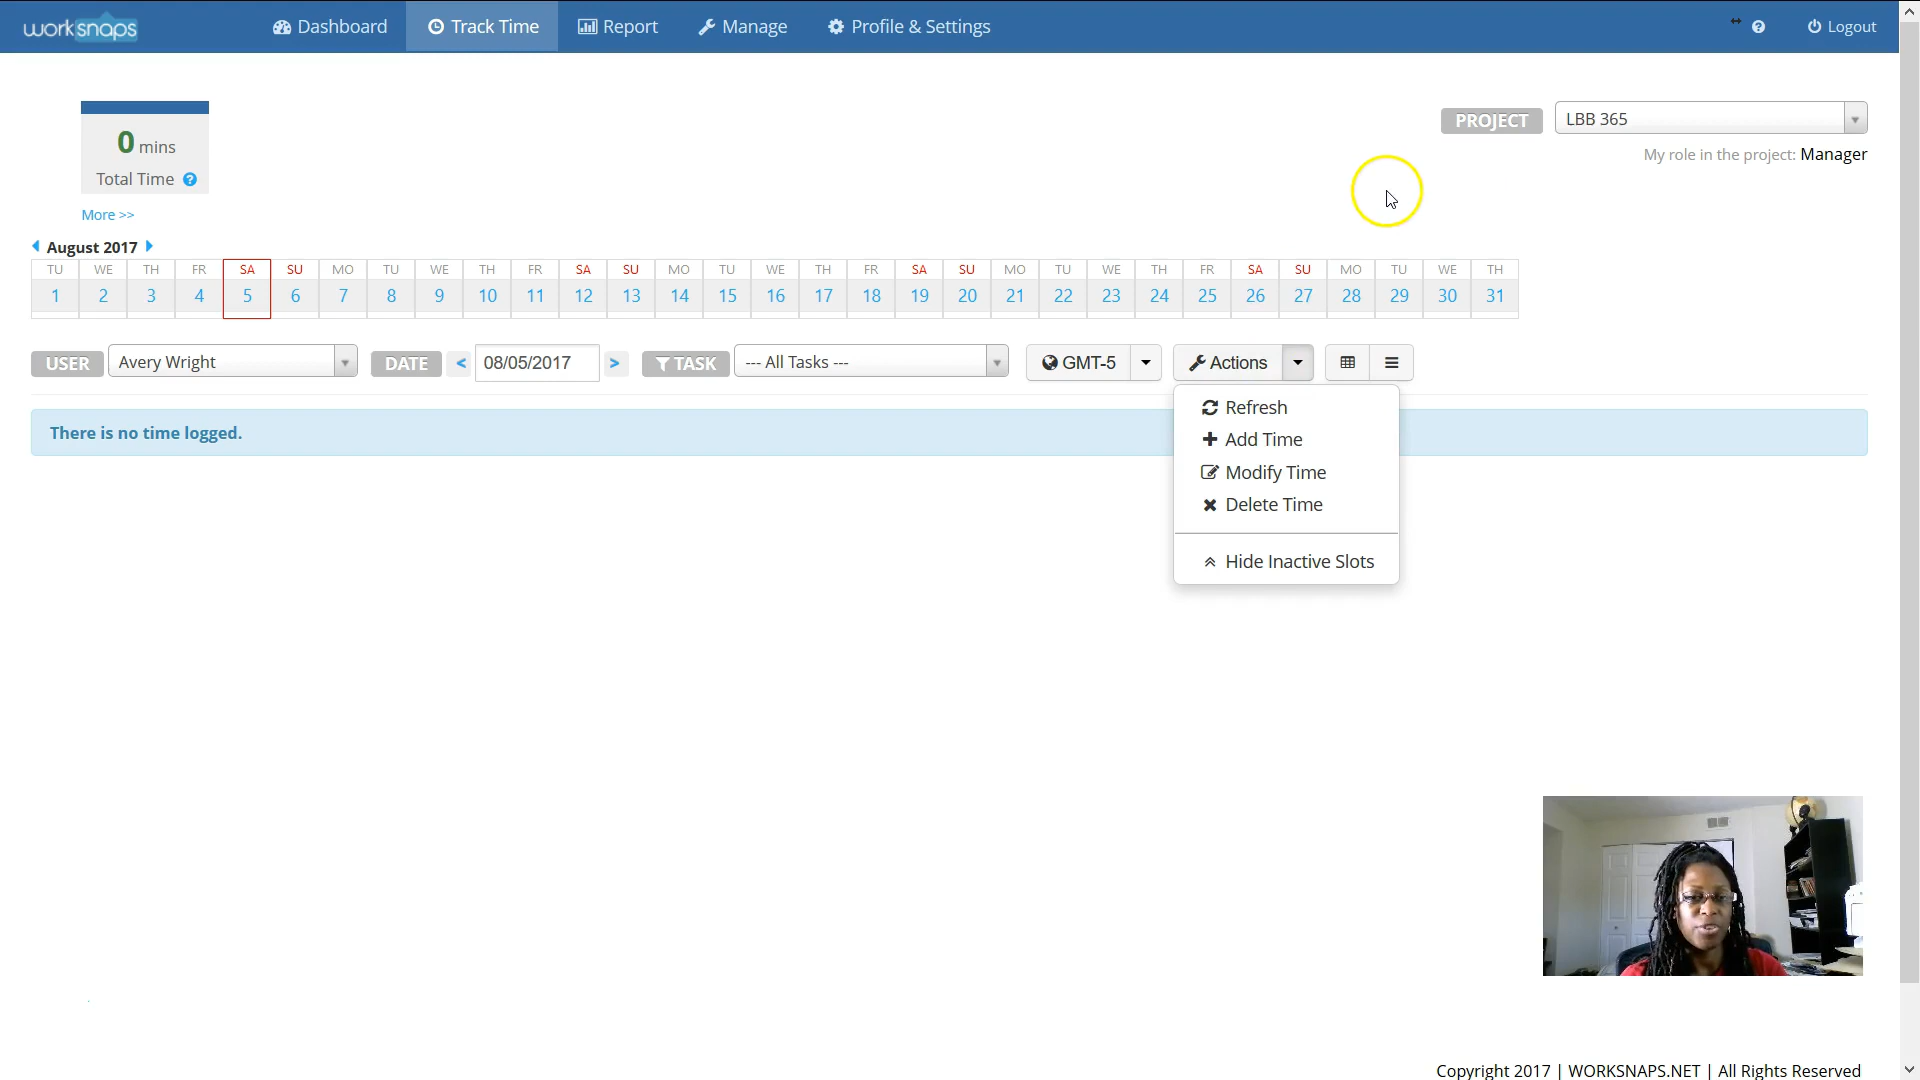 worksnaps Dashboard Track Time Report Manage Profile & Settings Logout
0 mins
Total Time
More >>
PROJECT LBB 365
My role in the project: Manager
August 2017
TU WE TH FR SA SU MO TU WE TH FR SA SU MO TU WE TH FR SA SU MO TU WE TH FR SA SU MO TU WE TH
1 2 3 4 5 6 7 8 9 10 11 12 13 14 15 16 17 18 19 20 21 22 23 24 25 26 27 28 29 30 31
USER Avery Wright DATE < 08/05/2017 > TASK --- All Tasks --- GMT-5 Actions
There is no time logged.
Refresh
Add Time
Modify Time
Delete Time
Hide Inactive Slots
Copyright 2017 | WORKSNAPS.NET | All Rights Reserved